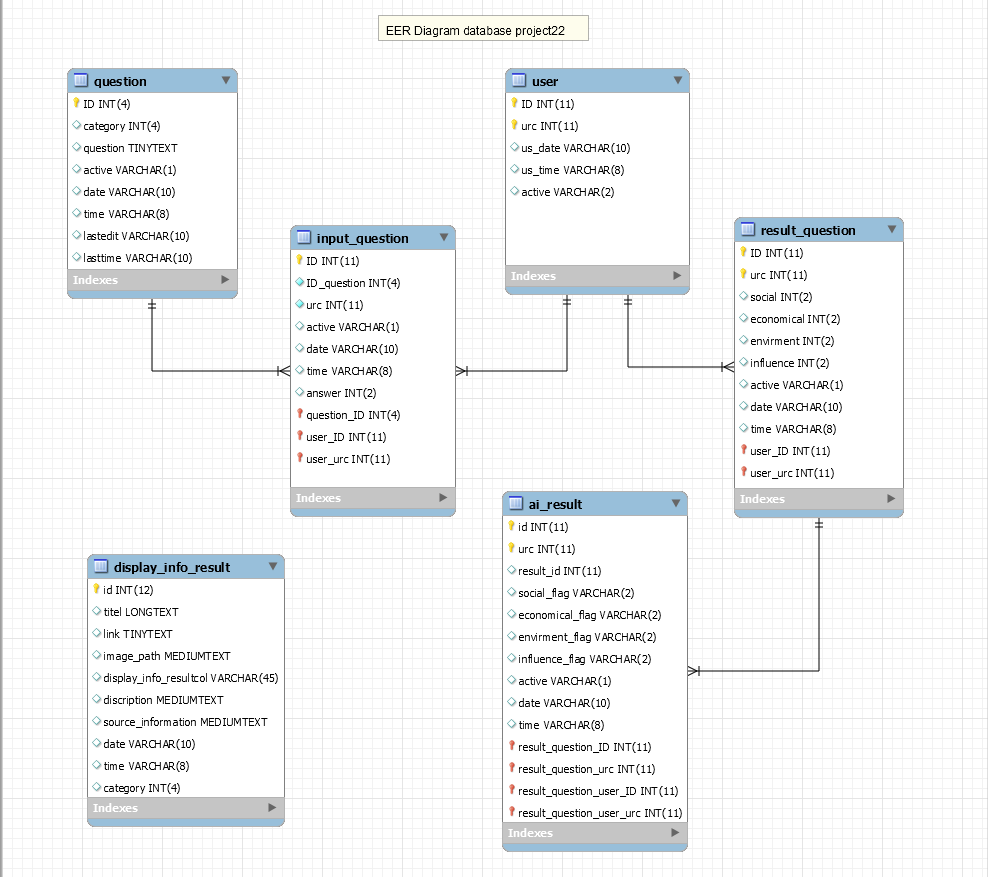 EER Diagram database project22
question
ID INT(4)
category INT(4)
question TINYTEXT
active VARCHAR(1)
date VARCHAR(10)
time VARCHAR(8)
lastedit VARCHAR(10)
lasttime VARCHAR(10)
Indexes
user
ID INT(11)
urc INT(11)
us_date VARCHAR(10)
us_time VARCHAR(8)
active VARCHAR(2)
Indexes
input_question
ID INT(11)
ID_question INT(4)
urc INT(11)
active VARCHAR(1)
date VARCHAR(10)
time VARCHAR(8)
answer INT(2)
question_ID INT(4)
user_ID INT(11)
user_urc INT(11)
Indexes
result_question
ID INT(11)
urc INT(11)
social INT(2)
economical INT(2)
envirment INT(2)
influence INT(2)
active VARCHAR(1)
date VARCHAR(10)
time VARCHAR(8)
user_ID INT(11)
user_urc INT(11)
Indexes
display_info_result
id INT(12)
titel LONGTEXT
link TINYTEXT
image_path MEDIUMTEXT
display_info_resultcol VARCHAR(45)
discription MEDIUMTEXT
source_information MEDIUMTEXT
date VARCHAR(10)
time VARCHAR(8)
category INT(4)
Indexes
ai_result
id INT(11)
urc INT(11)
result_id INT(11)
social_flag VARCHAR(2)
economical_flag VARCHAR(2)
envirment_flag VARCHAR(2)
influence_flag VARCHAR(2)
active VARCHAR(1)
date VARCHAR(10)
time VARCHAR(8)
result_question_ID INT(11)
result_question_urc INT(11)
result_question_user_ID INT(11)
result_question_user_urc INT(11)
Indexes